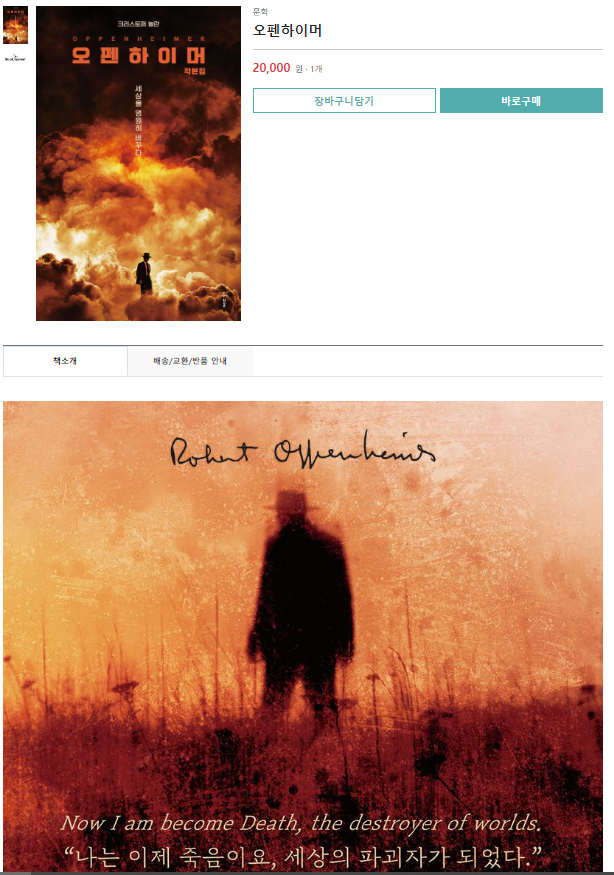 문학
오펜하이머
크리스토퍼 놀란
OPPENHEIMER
오펜하이머
각본집
세상을 영원히 바꾸다
20,000 원 · 1개
장바구니담기
바로구매
책소개
배송/교환/반품 안내
Robert Oppenheimer
Now I am become Death, the destroyer of worlds.
“나는 이제 죽음이요, 세상의 파괴자가 되었다.”